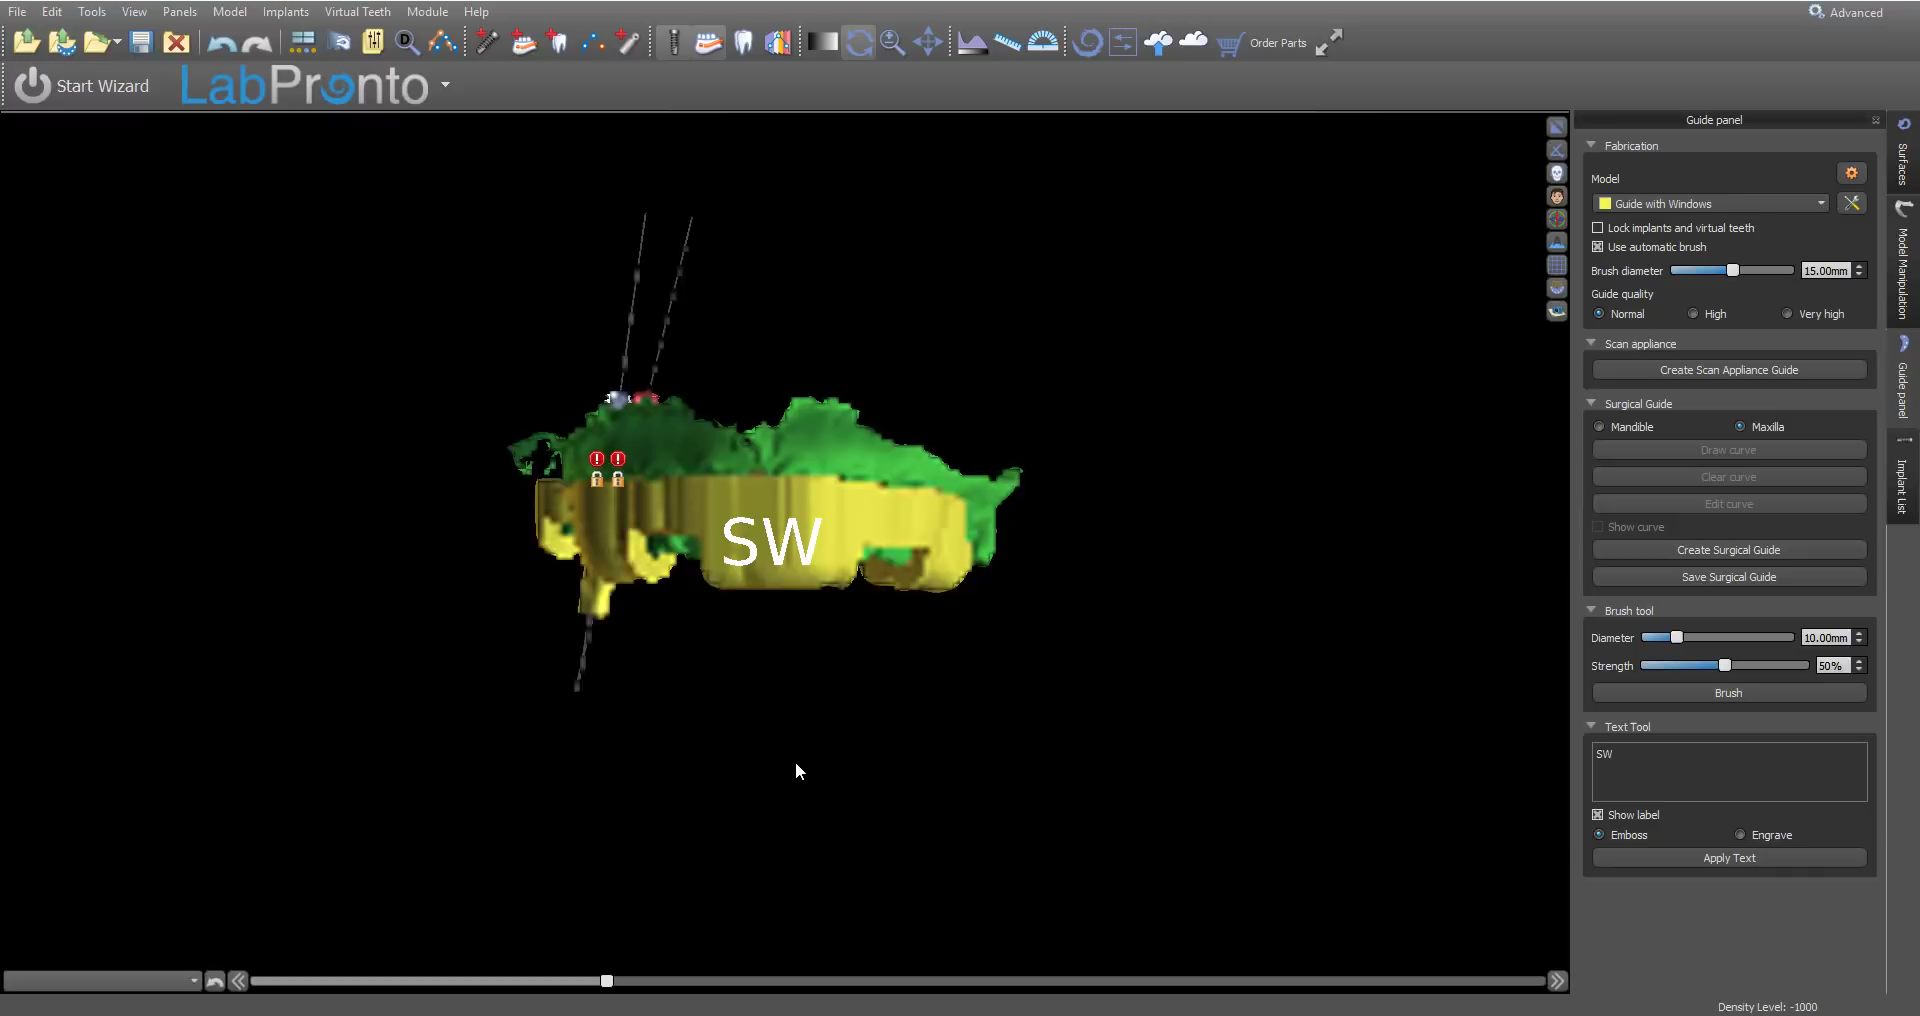 File Edit Tools View Panels Model Implants Virtual Teeth Module Help
Advanced
Order Parts
Start Wizard LabPronto
Guide panel
Fabrication
Model
Guide with Windows
Lock implants and virtual teeth
Use automatic brush
Brush diameter 15.00mm
Guide quality
Normal High Very high
Scan appliance
Create Scan Appliance Guide
Surgical Guide
Mandible Maxilla
Draw curve
Clear curve
Edit curve
Show curve
Create Surgical Guide
Save Surgical Guide
Brush tool
Diameter 10.00mm
Strength 50%
Brush
Text Tool
SW
Show label
Emboss Engrave
Apply Text
Surfaces
Model Manipulation
Guide panel
Implant List
SW
Density Level: -1000